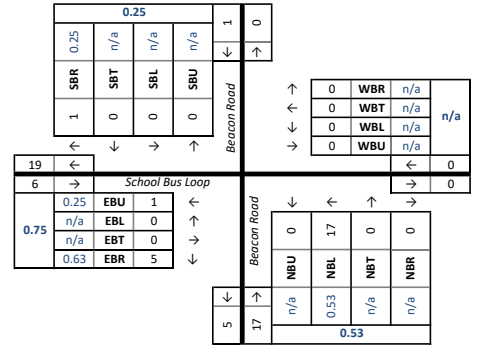 0.25
1 0
0.25 n/a n/a n/a
↓ ↑
SBR SBT SBL SBU
1 0 0 0
← ↓ → ↑
Beacon Road
↑ 0 WBR n/a
← 0 WBT n/a
↓ 0 WBL n/a
→ 0 WBU n/a
n/a
19 ←
← 0
6 → School Bus Loop
→ 0
0.75
0.25 EBU 1 ←
n/a EBL 0 ↑
n/a EBT 0 →
0.63 EBR 5 ↓
Beacon Road
↓ ← ↑ →
0 17 0 0
NBU NBL NBT NBR
n/a 0.53 n/a n/a
↓ ↑
5 17
0.53